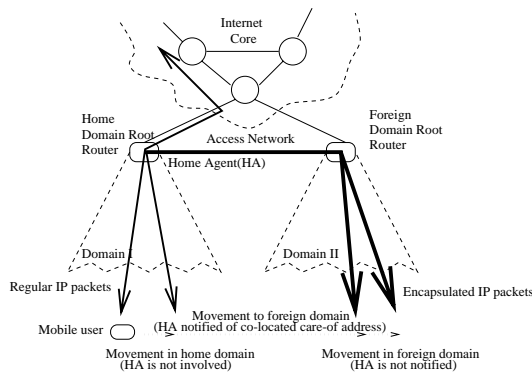 Internet
Core
Home
Domain Root
Router
Foreign
Domain Root
Router
Access Network
Home Agent(HA)
Domain I
Domain II
Regular IP packets
Encapsulated IP packets
Mobile user
Movement to foreign domain
(HA notified of co-located care-of address)
Movement in home domain
(HA is not involved)
Movement in foreign domain
(HA is not notified)